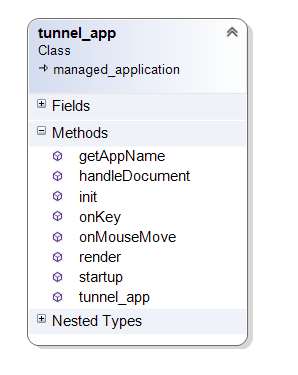 tunnel_app
Class
managed_application
Fields
Methods
getAppName
handleDocument
init
onKey
onMouseMove
render
startup
tunnel_app
Nested Types